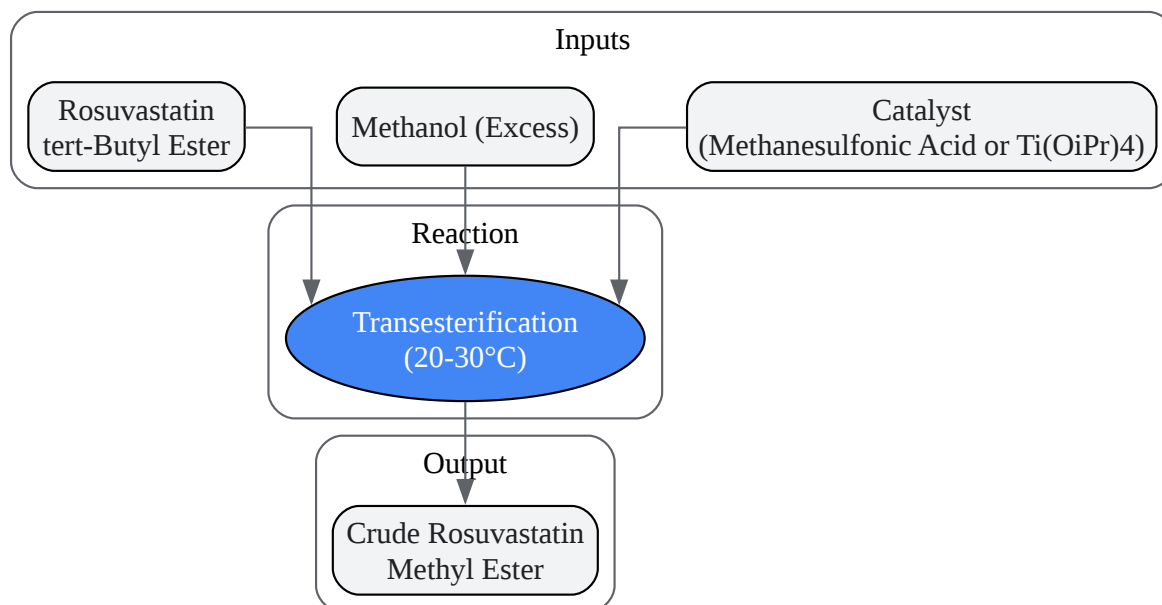 Inputs
Rosuvastatin
tert-Butyl Ester
Methanol (Excess)
Catalyst
(Methanesulfonic Acid or Ti(OiPr)4)
Reaction
Transesterification
(20-30°C)
Output
Crude Rosuvastatin
Methyl Ester